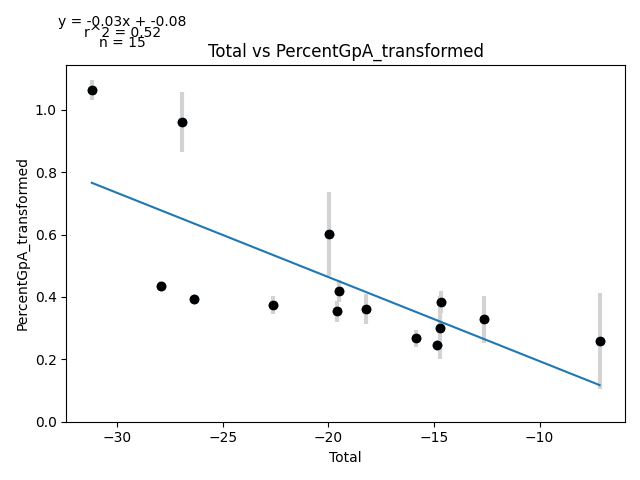 y = -0.03x + -0.08
r^2 = 0.52
n = 15
Total vs PercentGpA_transformed
PercentGpA_transformed
1.0
0.8
0.6
0.4
0.2
0.0
−30 −25 −20 −15 −10
Total